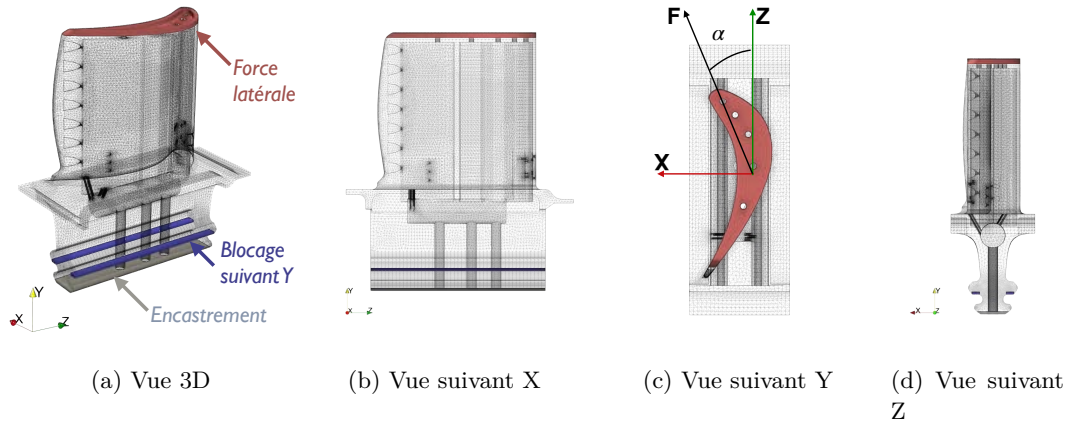 Force
latérale
Blocage
suivant Y
Encastrement
Y
X
Z
Y
X
Z
F
Z
α
X
Y
X
Z
(a) Vue 3D
(b) Vue suivant X
(c) Vue suivant Y
(d) Vue suivant
Z